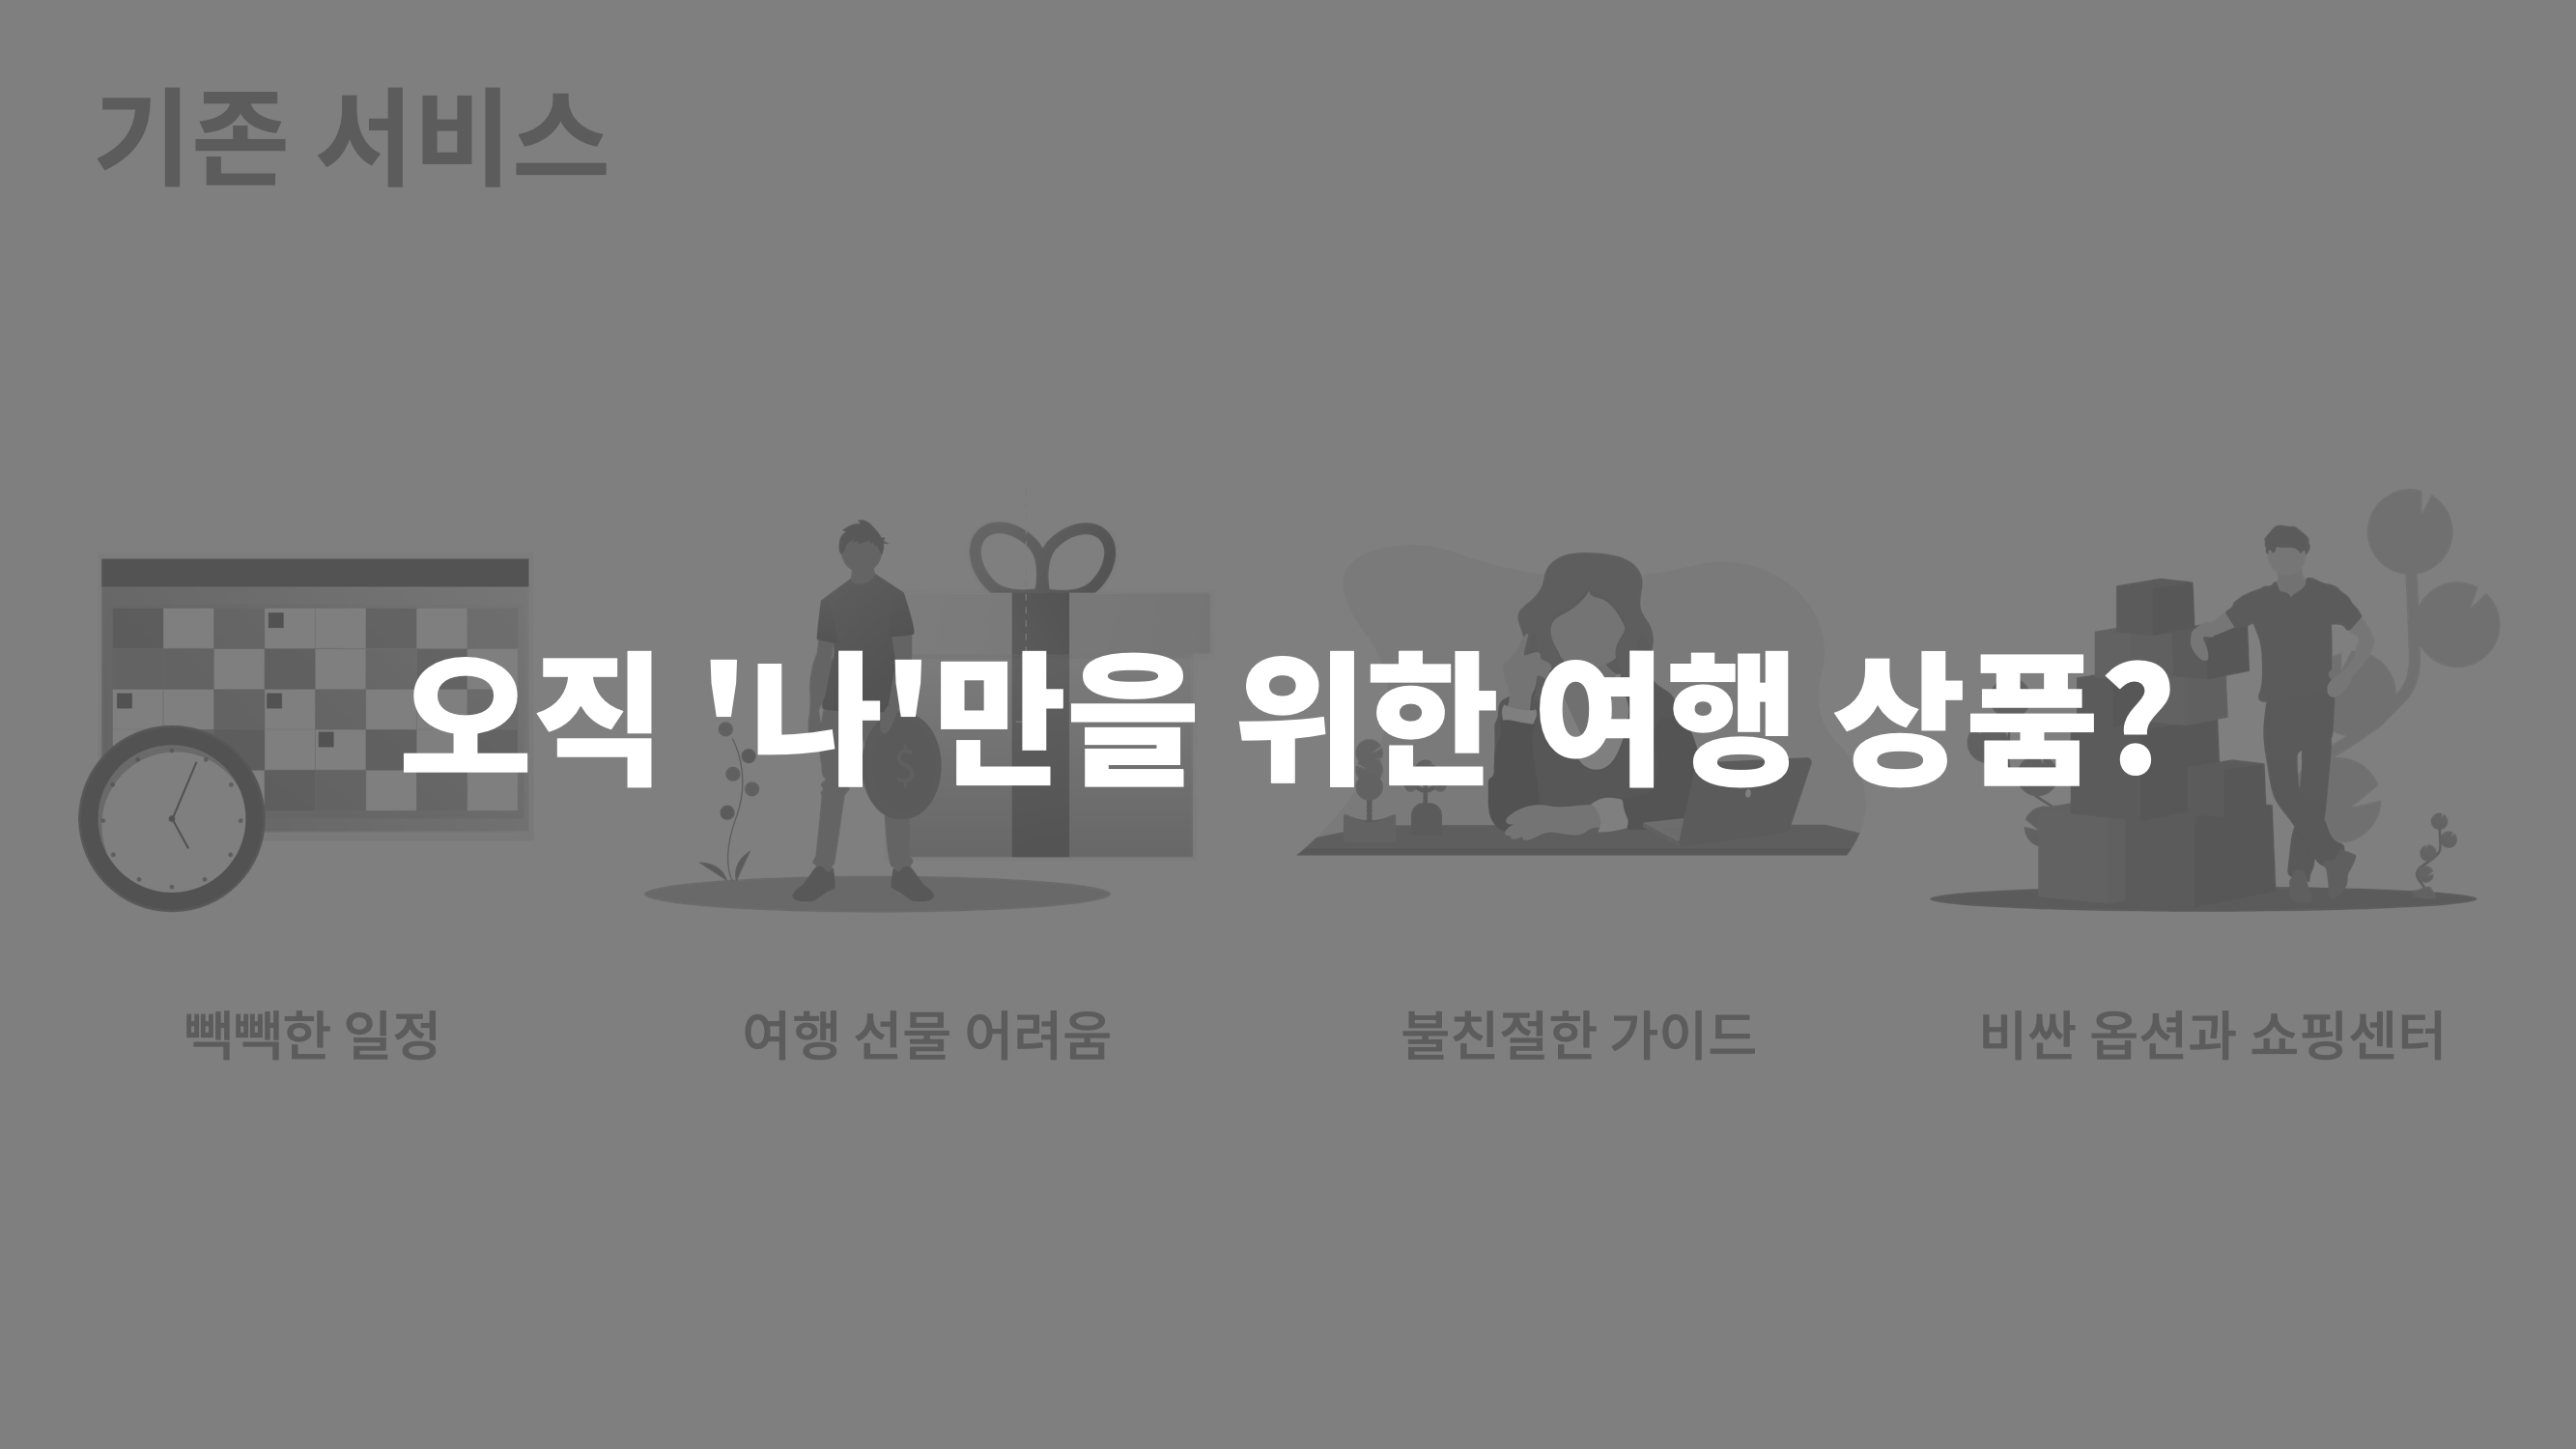 기존 서비스
오직 '나'만을 위한 여행 상품?
빽빽한 일정
여행 선물 어려움
불친절한 가이드
비싼 옵션과 쇼핑센터